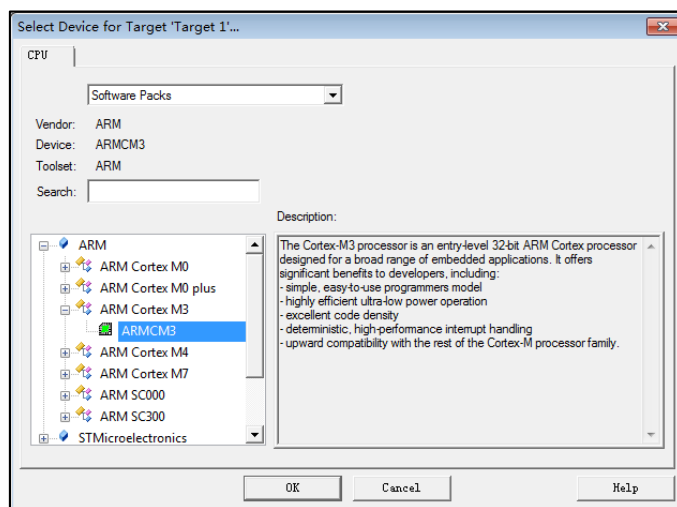 Select Device for Target 'Target 1'...
CPU
Software Packs
Vendor: ARM
Device: ARMCM3
Toolset: ARM
Search:
Description:
ARM
ARM Cortex M0
ARM Cortex M0 plus
ARM Cortex M3
ARMCM3
ARM Cortex M4
ARM Cortex M7
ARM SC000
ARM SC300
STMicroelectronics
The Cortex-M3 processor is an entry-level 32-bit ARM Cortex processor
designed for a broad range of embedded applications. It offers
significant benefits to developers, including:
- simple, easy-to-use programmers model
- highly efficient ultra-low power operation
- excellent code density
- deterministic, high-performance interrupt handling
- upward compatibility with the rest of the Cortex-M processor family.
OK Cancel Help